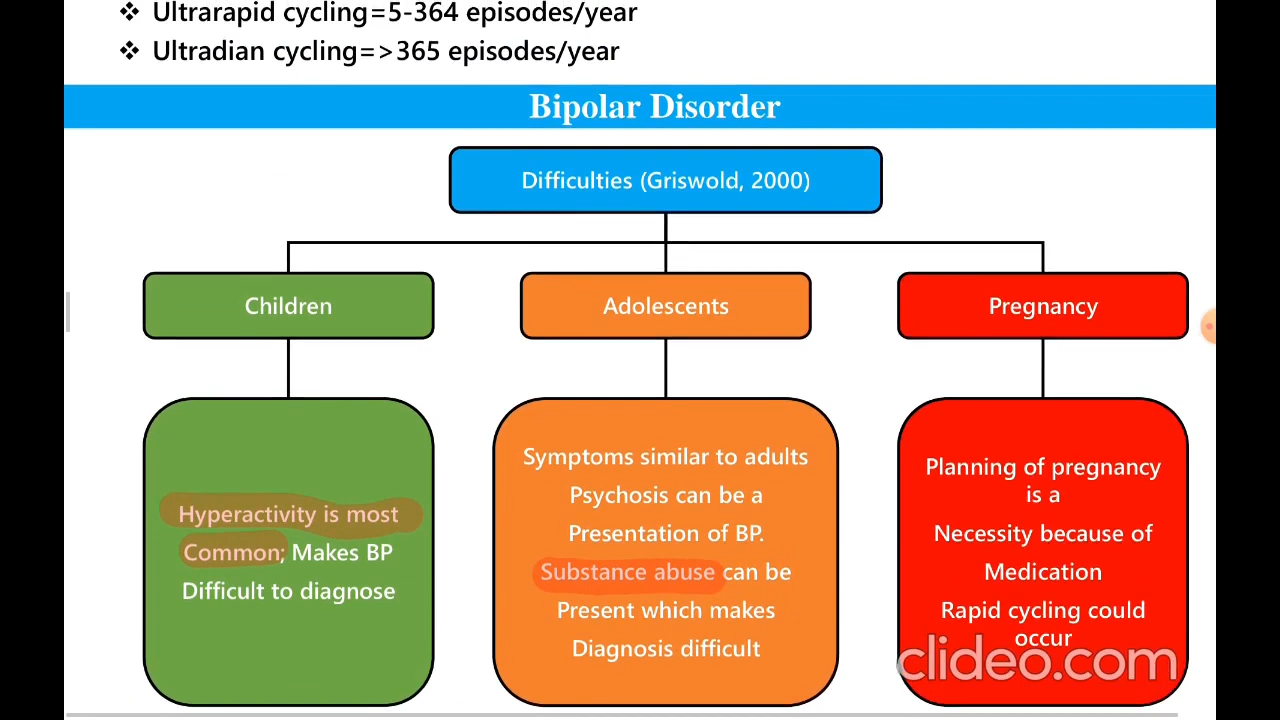 ❖ Ultrarapid cycling=5-364 episodes/year
❖ Ultradian cycling=>365 episodes/year
Bipolar Disorder
Difficulties (Griswold, 2000)
Children
Adolescents
Pregnancy
Hyperactivity is most
Common; Makes BP
Difficult to diagnose
Symptoms similar to adults
Psychosis can be a
Presentation of BP.
Substance abuse can be
Present which makes
Diagnosis difficult
Planning of pregnancy
is a
Necessity because of
Medication
Rapid cycling could
occur
clideo.com